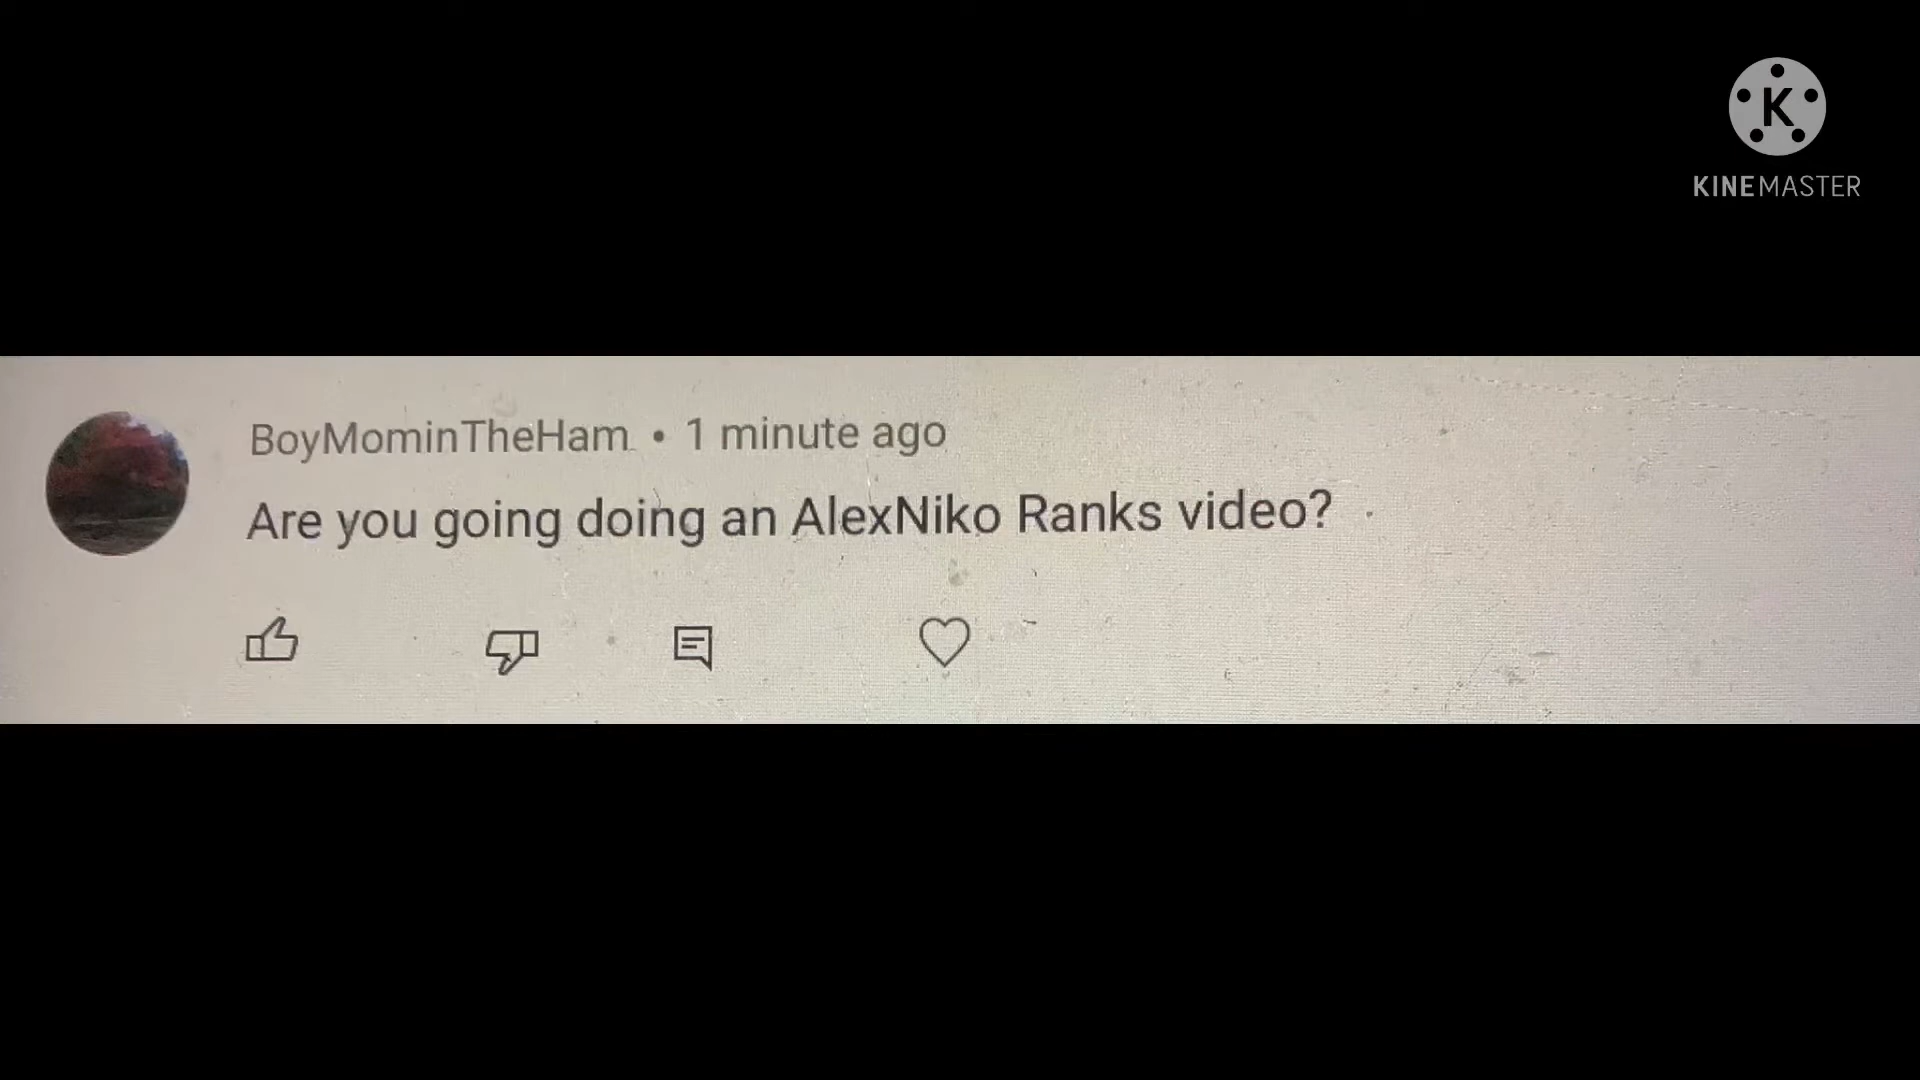 K
KINEMASTER
BoyMominTheHam • 1 minute ago
Are you going doing an AlexNiko Ranks video?